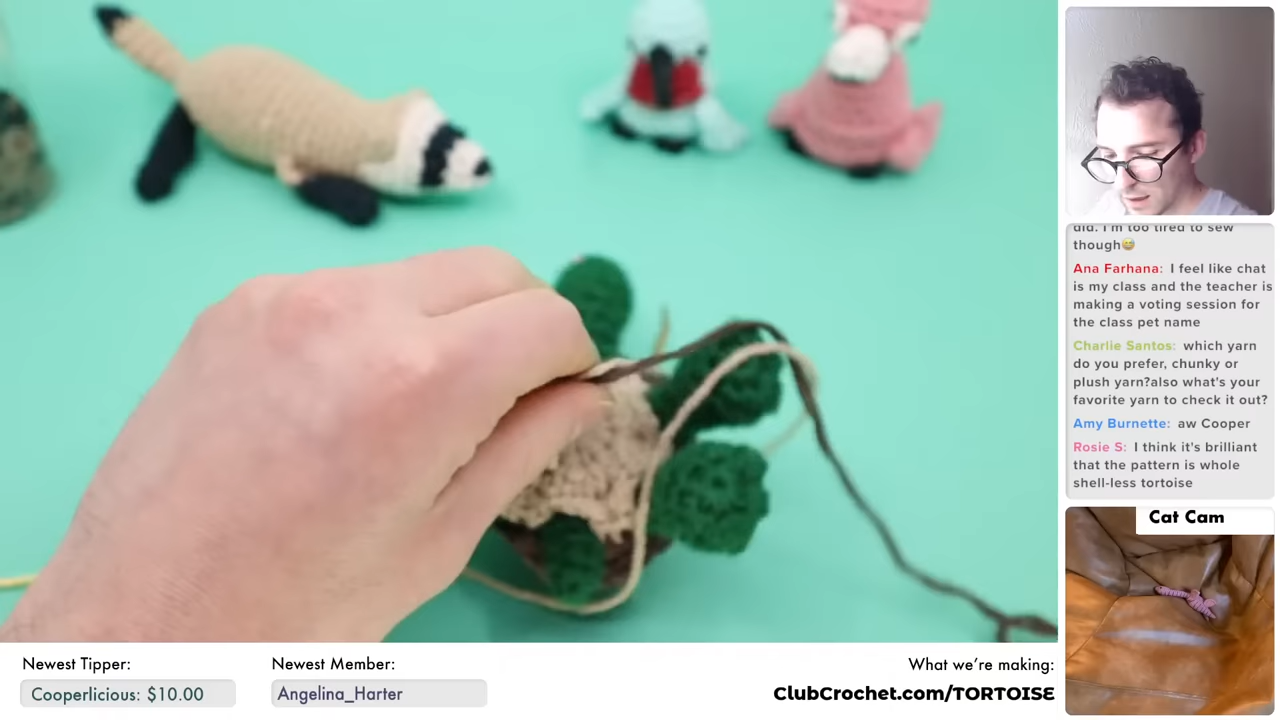 did. I'm too tired to sew
though😅
Ana Farhana: I feel like chat
is my class and the teacher is
making a voting session for
the class pet name
Charlie Santos: which yarn
do you prefer, chunky or
plush yarn?also what's your
favorite yarn to check it out?
Amy Burnette: aw Cooper
Rosie S: I think it's brilliant
that the pattern is whole
shell-less tortoise
Cat Cam
Newest Tipper:
Cooperlicious: $10.00
Newest Member:
Angelina_Harter
What we're making:
ClubCrochet.com/TORTOISE